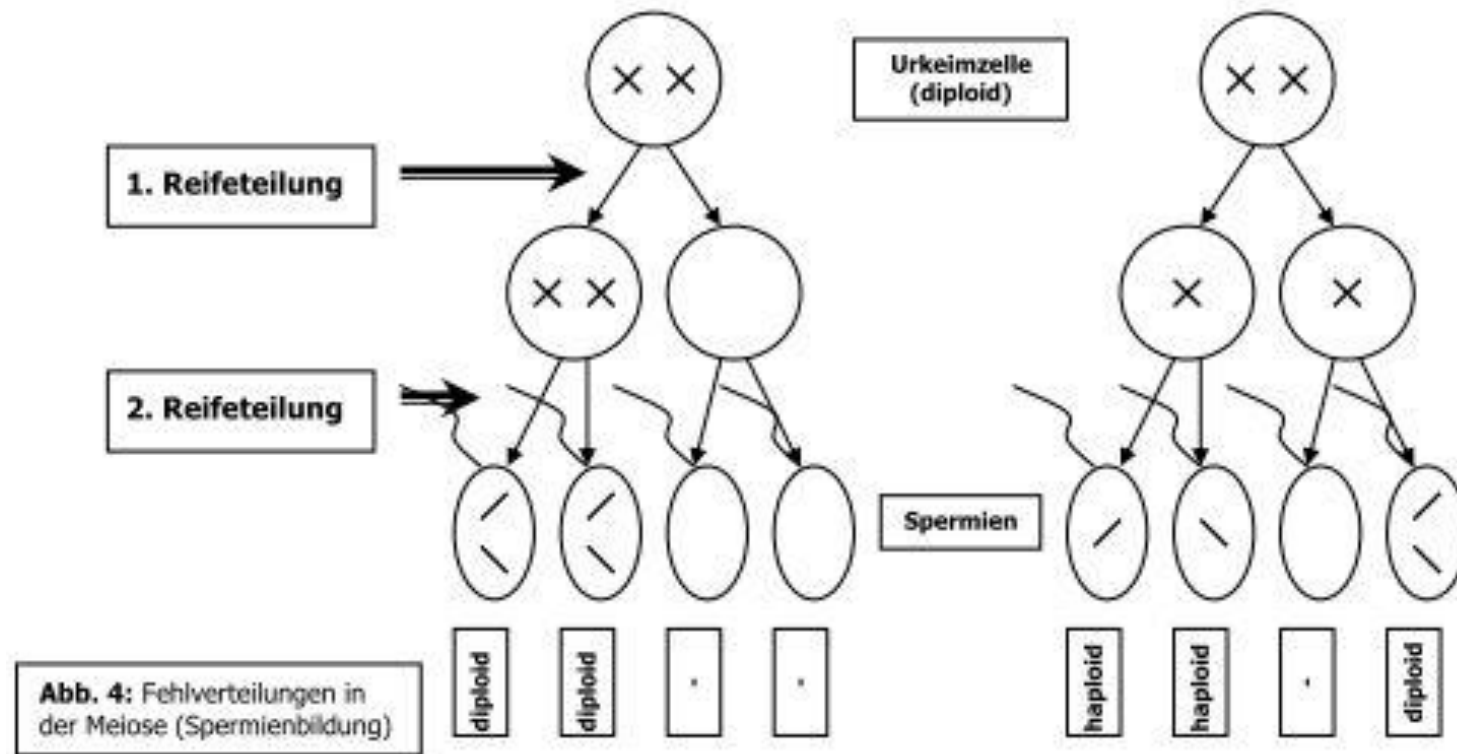 Urkeimzelle
(diploid)
1. Reifeteilung
2. Reifeteilung
Spermien
diploid
diploid
-
-
haploid
haploid
-
diploid
Abb. 4: Fehlverteilungen in
der Meiose (Spermienbildung)